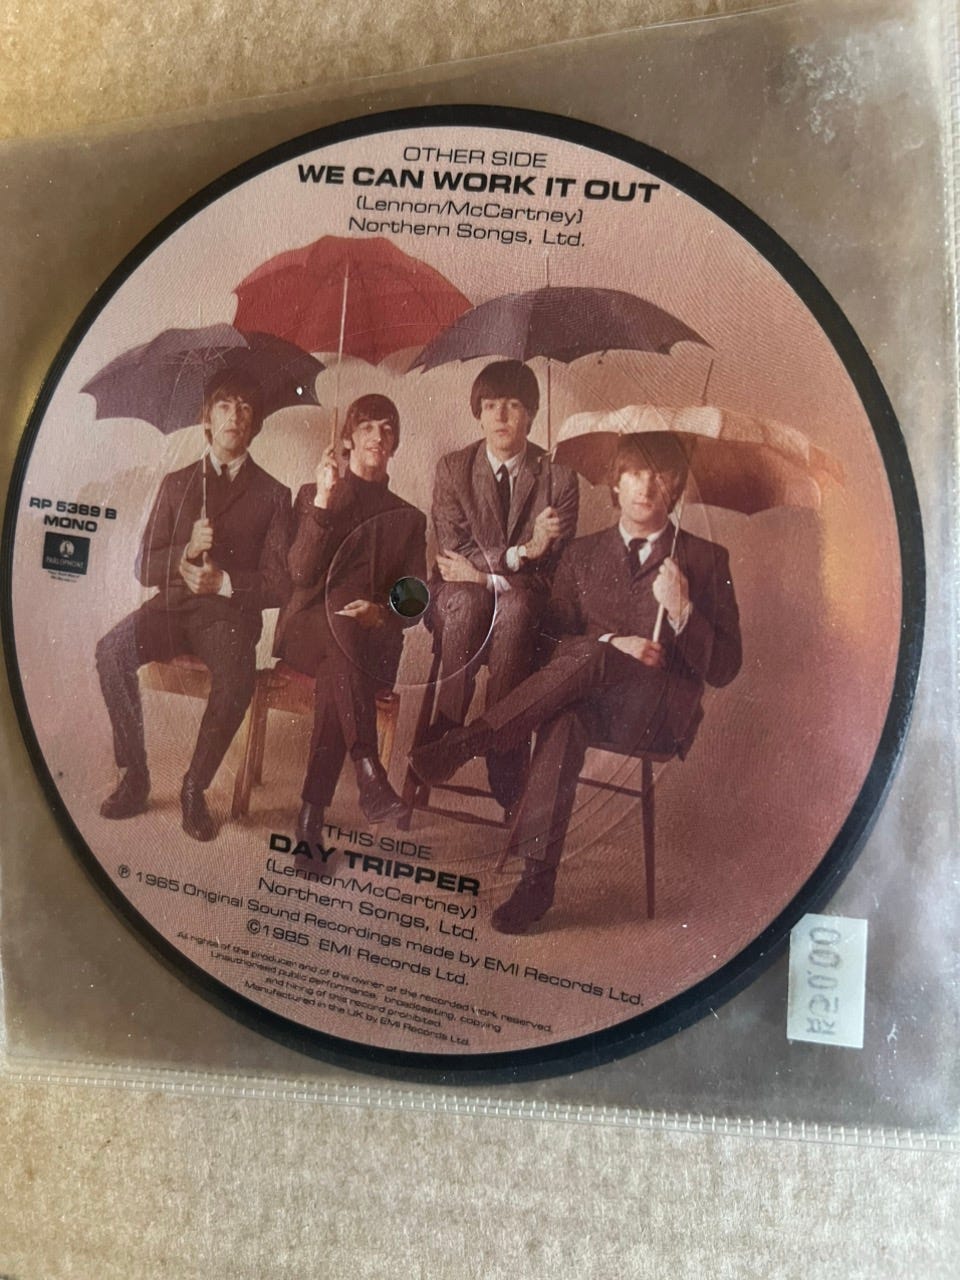 OTHER SIDE
WE CAN WORK IT OUT
(Lennon/McCartney)
Northern Songs, Ltd.
RP 5389 B
MONO
PARLOPHONE
THIS SIDE
DAY TRIPPER
(Lennon/McCartney)
Northern Songs, Ltd.
℗ 1965 Original Sound Recordings made by EMI Records Ltd.
©1985 EMI Records Ltd.
All rights of the producer and of the owner of the recorded work reserved.
Unauthorised public performance, broadcasting, copying
and hiring of this record prohibited.
Manufactured in the UK by EMI Records Ltd.